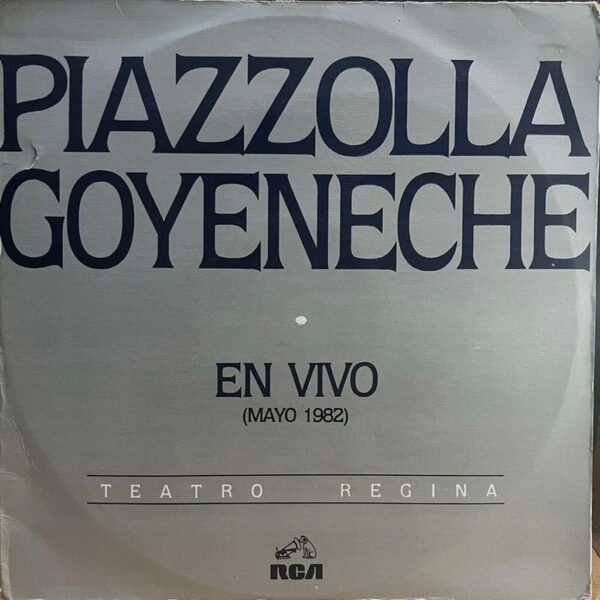 PIAZZOLLA
GOYENECHE
EN VIVO
(MAYO 1982)
TEATRO REGINA
RCA